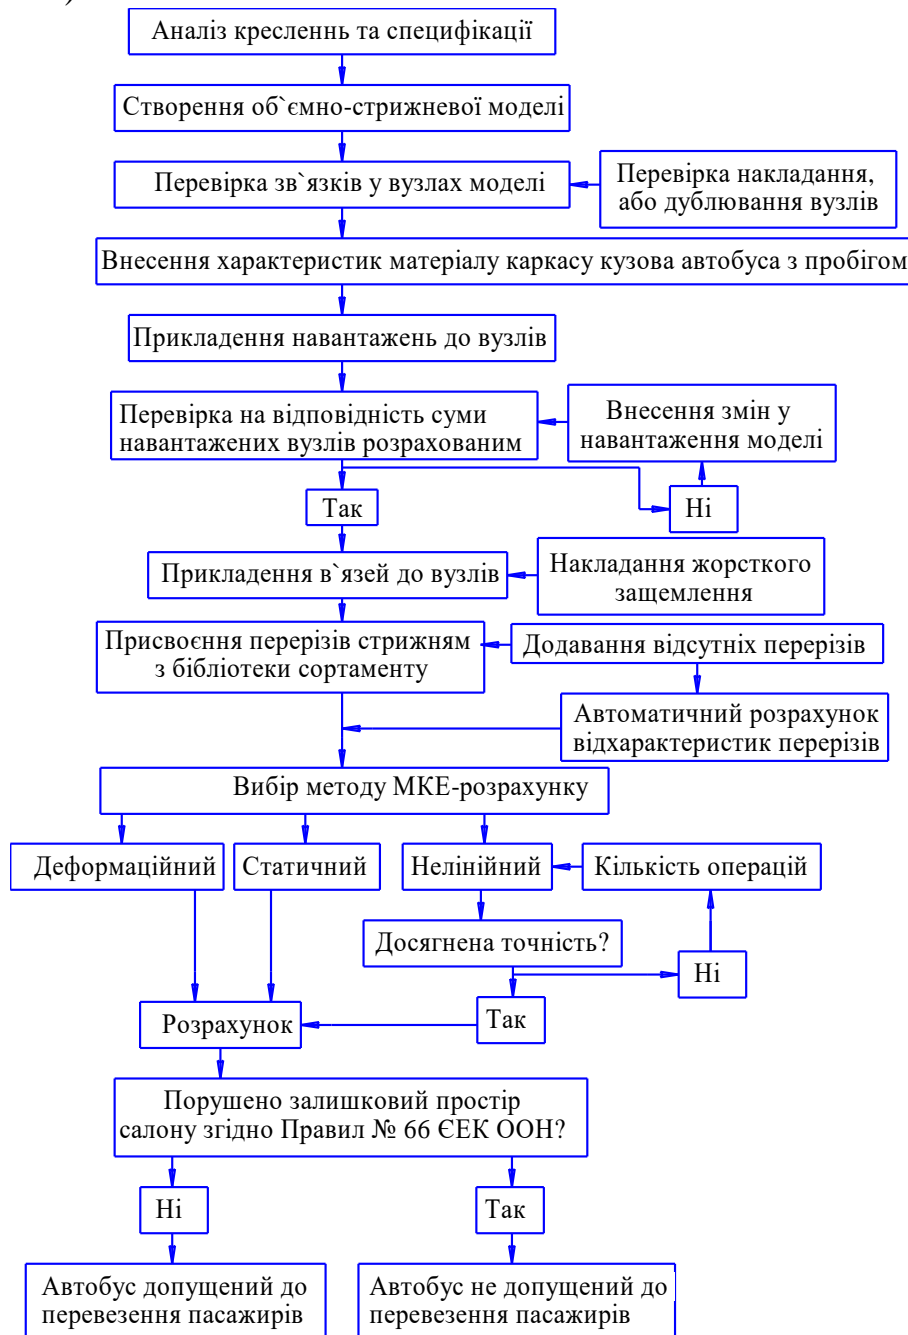 Аналіз кресленнь та специфікації
Створення об`ємно-стрижневої моделі
Перевірка зв`язків у вузлах моделі
Перевірка накладання,
або дублювання вузлів
Внесення характеристик матеріалу каркасу кузова автобуса з пробігом
Прикладення навантажень до вузлів
Перевірка на відповідність суми
навантажених вузлів розрахованим
Внесення змін у
навантаження моделі
Так
Ні
Прикладення в`язей до вузлів
Накладання жорсткого
защемлення
Присвоєння перерізів стрижням
з бібліотеки сортаменту
Додавання відсутніх перерізів
Автоматичний розрахунок
відхарактеристик перерізів
Вибір методу МКЕ-розрахунку
Деформаційний
Статичний
Нелінійний
Кількість операцій
Досягнена точність?
Ні
Так
Розрахунок
Порушено залишковий простір
салону згідно Правил № 66 ЄЕК ООН?
Ні
Так
Автобус допущений до
перевезення пасажирів
Автобус не допущений до
перевезення пасажирів